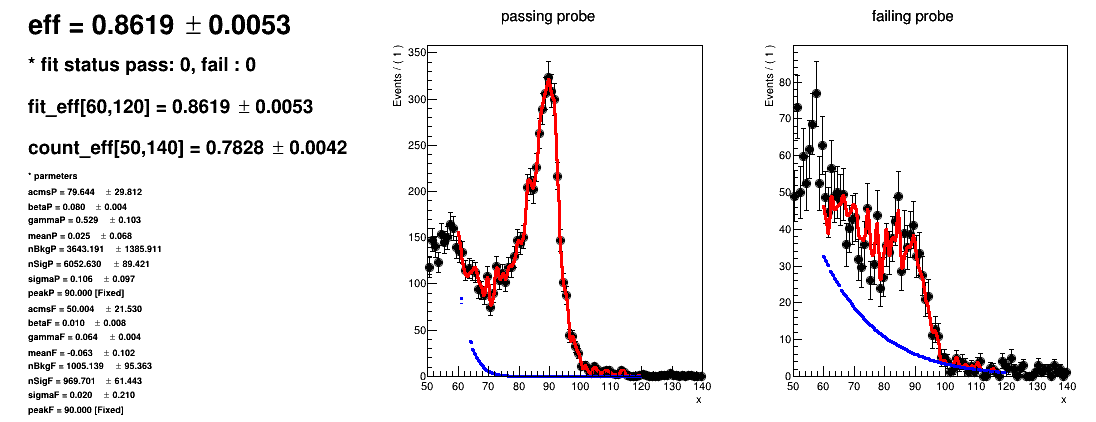 eff = 0.8619 ± 0.0053
* fit status pass: 0, fail : 0
fit_eff[60,120] = 0.8619 ± 0.0053
count_eff[50,140] = 0.7828 ± 0.0042
* parmeters
acmsP = 79.644 ± 29.812
betaP = 0.080 ± 0.004
gammaP = 0.529 ± 0.103
meanP = 0.025 ± 0.068
nBkgP = 3643.191 ± 1385.911
nSigP = 6052.630 ± 89.421
sigmaP = 0.106 ± 0.097
peakP = 90.000 [Fixed]
acmsF = 50.004 ± 21.530
betaF = 0.010 ± 0.008
gammaF = 0.064 ± 0.004
meanF = -0.063 ± 0.102
nBkgF = 1005.139 ± 95.363
nSigF = 969.701 ± 61.443
sigmaF = 0.020 ± 0.210
peakF = 90.000 [Fixed]
passing probe
Events / ( 1 )
350
300
250
200
150
100
50
0
50 60 70 80 90 100 110 120 130 140
x
failing probe
Events / ( 1 )
80
70
60
50
40
30
20
10
0
50 60 70 80 90 100 110 120 130 140
x